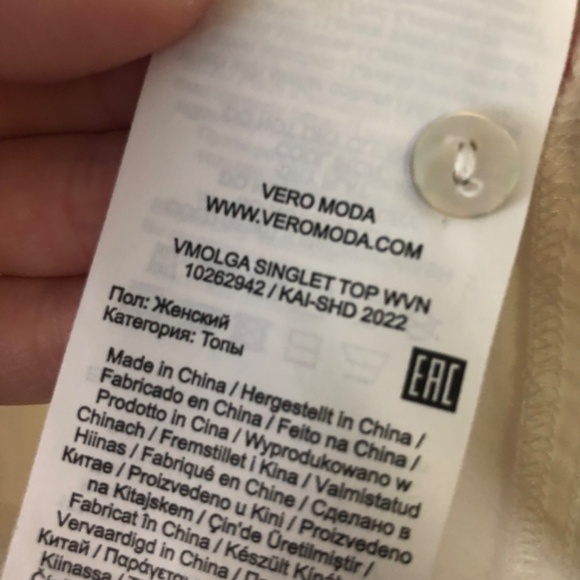 VERO MODA
WWW.VEROMODA.COM
VMOLGA SINGLET TOP WVN
10262942 / KAI-SHD 2022
Пол: Женский
Категория: Топы
EAC
Made in China / Hergestellt in China /
Fabricado en China / Feito na China /
Prodotto in Cina / Wyprodukowano w
Chinach / Fremstillet i Kina / Valmistatud
Hiinas / Fabriqué en Chine / Сделано в
Китае / Proizvedeno u Kini / Proizvedeno
na Kitajskem / Çin'de Üretilmiştir /
Fabricat în China / Készült
Vervaardigd in China /
Китай /
Kiinassa /